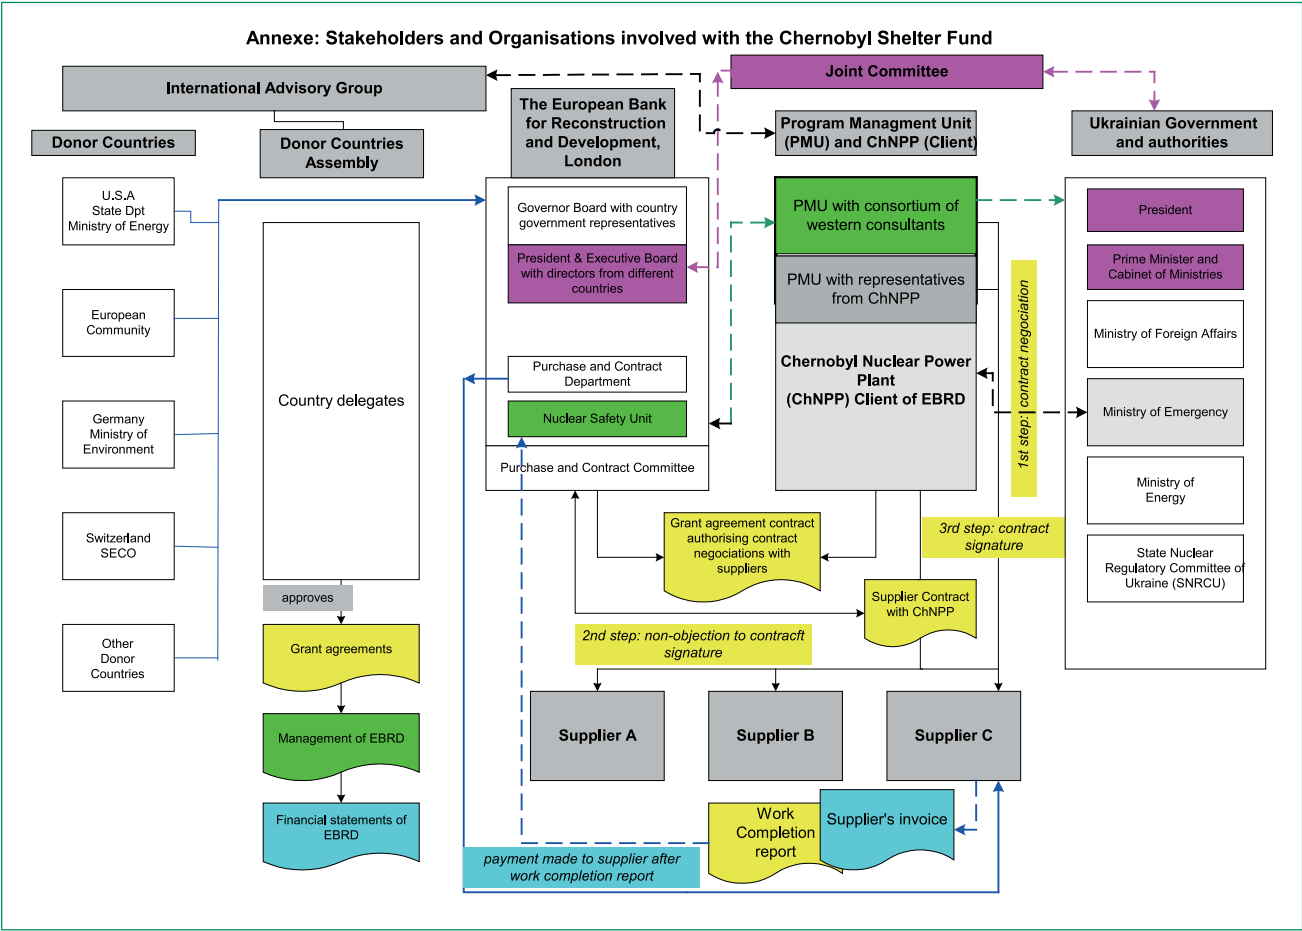 Annexe: Stakeholders and Organisations involved with the Chernobyl Shelter Fund
International Advisory Group
Joint Committee
Donor Countries
Donor Countries
Assembly
The European Bank
for Reconstruction
and Development,
London
Program Managment Unit
(PMU) and ChNPP (Client)
Ukrainian Government
and authorities
U.S.A
State Dpt
Ministry of Energy
European
Community
Germany
Ministry of
Environment
Switzerland
SECO
Other
Donor
Countries
Country delegates
approves
Grant agreements
Management of EBRD
Financial statements of
EBRD
Governor Board with country
government representatives
President & Executive Board
with directors from different
countries
Purchase and Contract
Department
Nuclear Safety Unit
Purchase and Contract Committee
PMU with consortium of
western consultants
PMU with representatives
from ChNPP
Chernobyl Nuclear Power
Plant
(ChNPP) Client of EBRD
1st step: contract negociation
President
Prime Minister and
Cabinet of Ministries
Ministry of Foreign Affairs
Ministry of Emergency
Ministry of
Energy
State Nuclear
Regulatory Committee of
Ukraine (SNRCU)
Grant agreement contract
authorising contract
negociations with
suppliers
3rd step: contract
signature
Supplier Contract
with ChNPP
2nd step: non-objection to contracft
signature
Supplier A
Supplier B
Supplier C
Work
Completion
report
Supplier's invoice
payment made to supplier after
work completion report